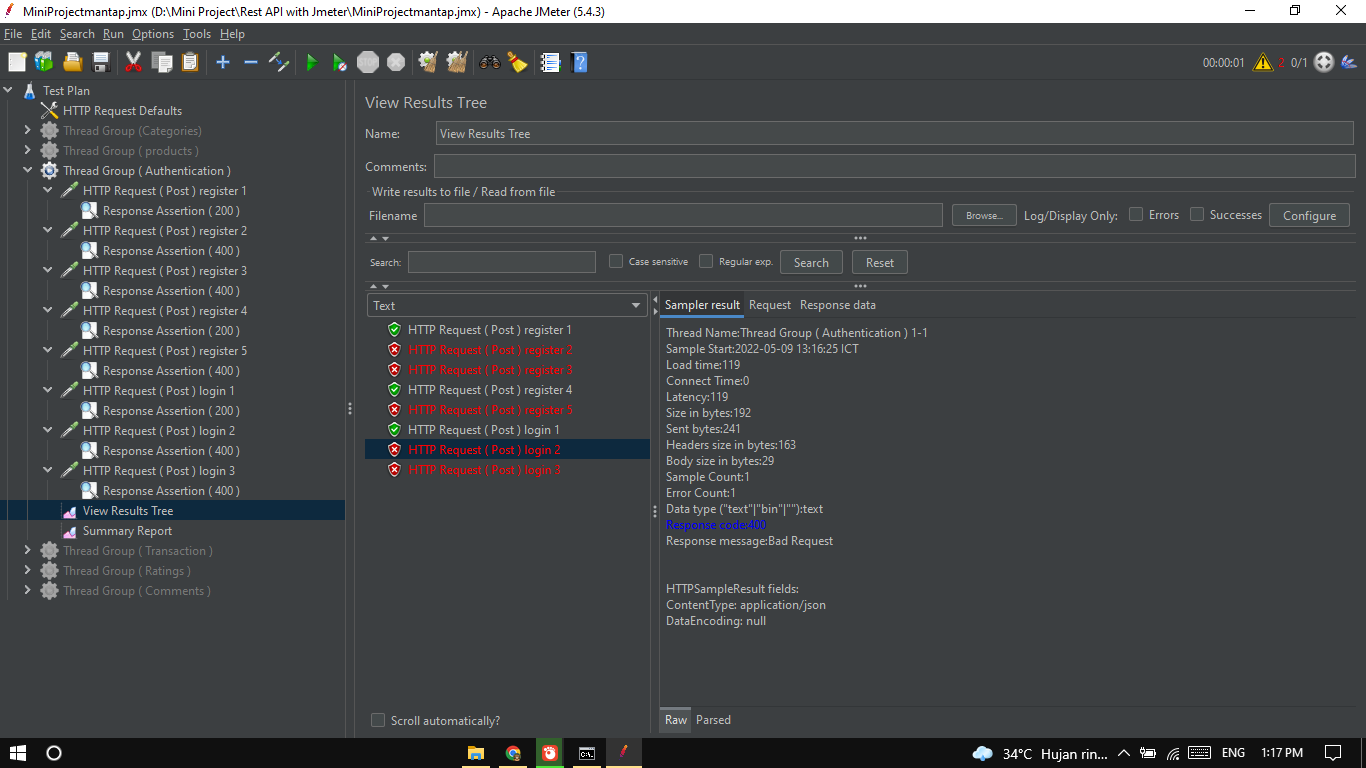 MiniProjectmantap.jmx (D:\Mini Project\Rest API with Jmeter\MiniProjectmantap.jmx) - Apache JMeter (5.4.3)
File Edit Search Run Options Tools Help
STOP
00:00:01 2 0/1
Test Plan
HTTP Request Defaults
Thread Group (Categories)
Thread Group ( products )
Thread Group ( Authentication )
HTTP Request ( Post ) register 1
Response Assertion ( 200 )
HTTP Request ( Post ) register 2
Response Assertion ( 400 )
HTTP Request ( Post ) register 3
Response Assertion ( 400 )
HTTP Request ( Post ) register 4
Response Assertion ( 200 )
HTTP Request ( Post ) register 5
Response Assertion ( 400 )
HTTP Request ( Post ) login 1
Response Assertion ( 200 )
HTTP Request ( Post ) login 2
Response Assertion ( 400 )
HTTP Request ( Post ) login 3
Response Assertion ( 400 )
View Results Tree
Summary Report
Thread Group ( Transaction )
Thread Group ( Ratings )
Thread Group ( Comments )
View Results Tree
Name: View Results Tree
Comments:
Write results to file / Read from file
Filename Browse... Log/Display Only: Errors Successes Configure
Search: Case sensitive Regular exp. Search Reset
Text
HTTP Request ( Post ) register 1
HTTP Request ( Post ) register 2
HTTP Request ( Post ) register 3
HTTP Request ( Post ) register 4
HTTP Request ( Post ) register 5
HTTP Request ( Post ) login 1
HTTP Request ( Post ) login 2
HTTP Request ( Post ) login 3
Scroll automatically?
Sampler result Request Response data
Thread Name:Thread Group ( Authentication ) 1-1
Sample Start:2022-05-09 13:16:25 ICT
Load time:119
Connect Time:0
Latency:119
Size in bytes:192
Sent bytes:241
Headers size in bytes:163
Body size in bytes:29
Sample Count:1
Error Count:1
Data type ("text"|"bin"|""):text
Response code:400
Response message:Bad Request
HTTPSampleResult fields:
ContentType: application/json
DataEncoding: null
Raw Parsed
34°C Hujan rin... ENG 1:17 PM